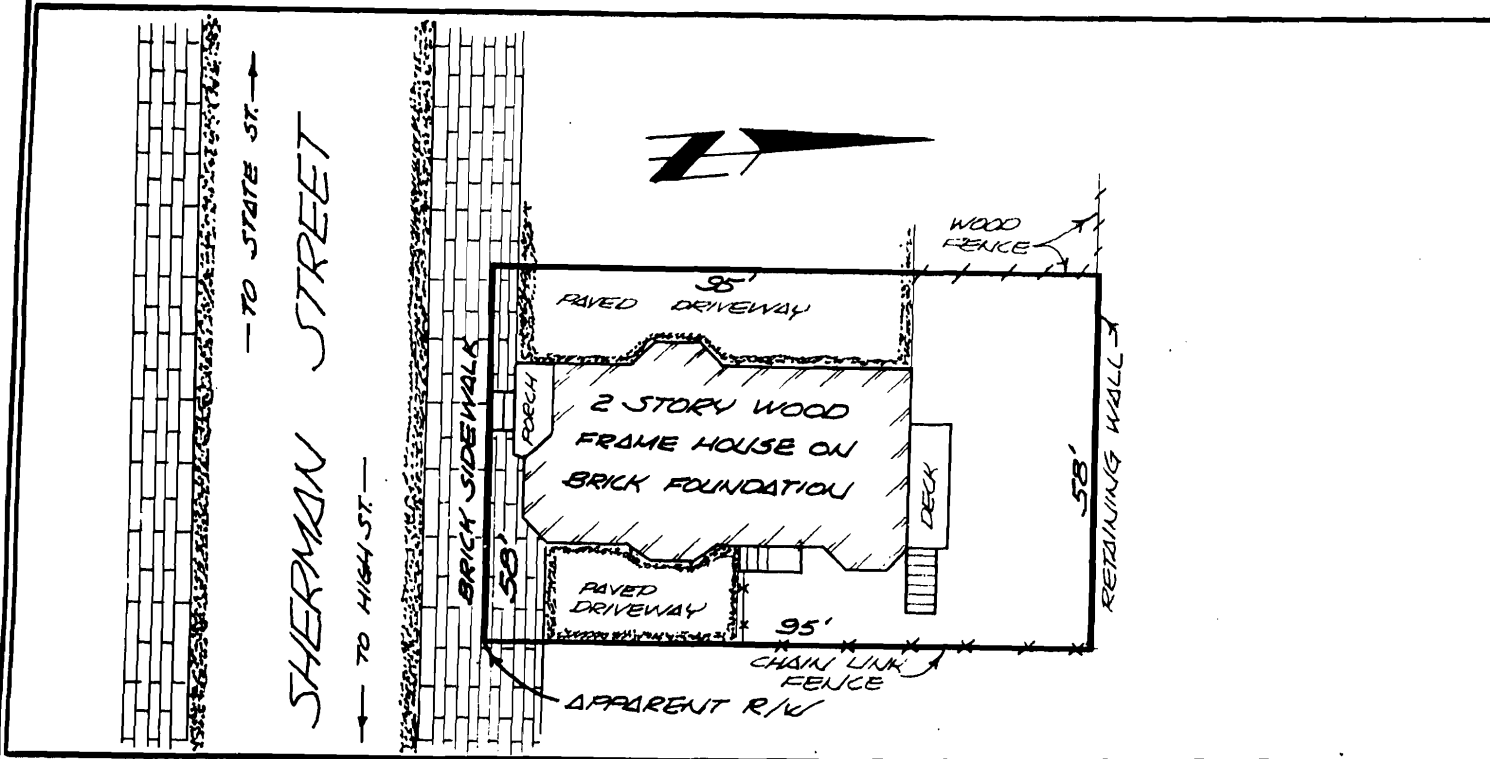 — TO STATE ST. →
SHERMAN STREET
← TO HIGH ST. —
BRICK SIDEWALK
58'
N
WOOD
FENCE
95'
PAVED DRIVEWAY
PORCH
2 STORY WOOD
FRAME HOUSE ON
BRICK FOUNDATION
DECK
58'
RETAINING WALL
PAVED
DRIVEWAY
95'
CHAIN LINK
FENCE
APPARENT R/W